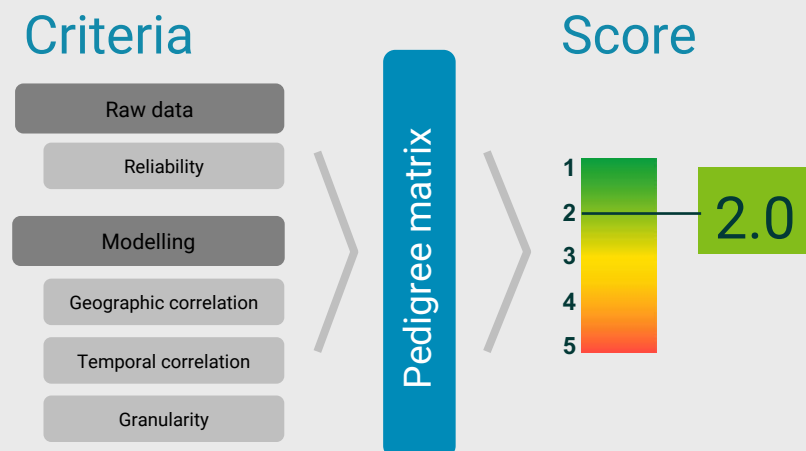 Criteria
Raw data
Reliability
Modelling
Geographic correlation
Temporal correlation
Granularity
Pedigree matrix
Score
1
2
3
4
5
2.0